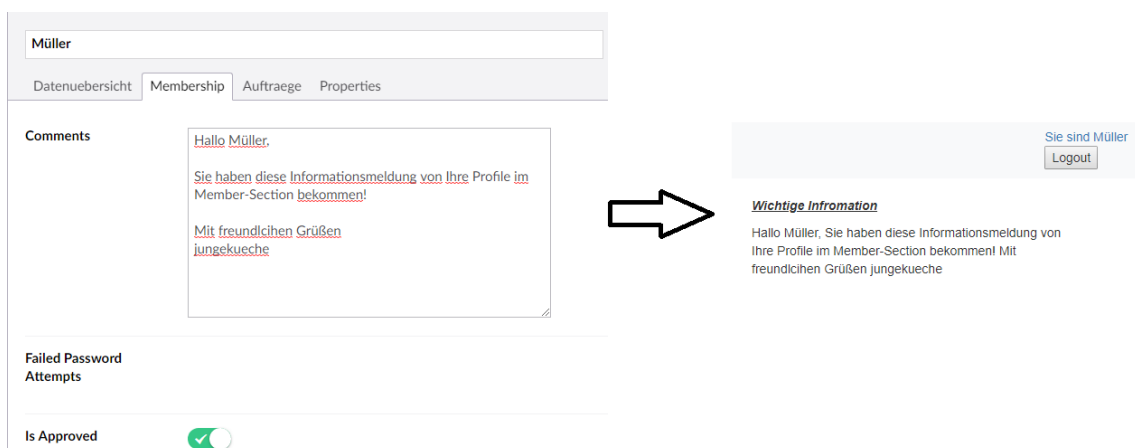 Müller
Datenuebersicht Membership Auftraege Properties
Comments
Hallo Müller,
Sie haben diese Informationsmeldung von Ihre Profile im
Member-Section bekommen!
Mit freundlcihen Grüßen
jungekueche
Failed Password
Attempts
Is Approved
Sie sind Müller
Logout
Wichtige Infromation
Hallo Müller, Sie haben diese Informationsmeldung von
Ihre Profile im Member-Section bekommen! Mit
freundlcihen Grüßen jungekueche